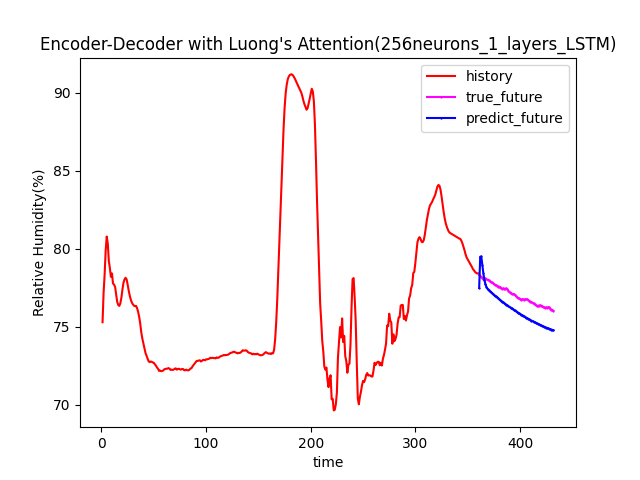 Encoder-Decoder with Luong's Attention(256neurons_1_layers_LSTM)
history
true_future
predict_future
90
85
80
75
70
Relative Humidity(%)
0 100 200 300 400
time